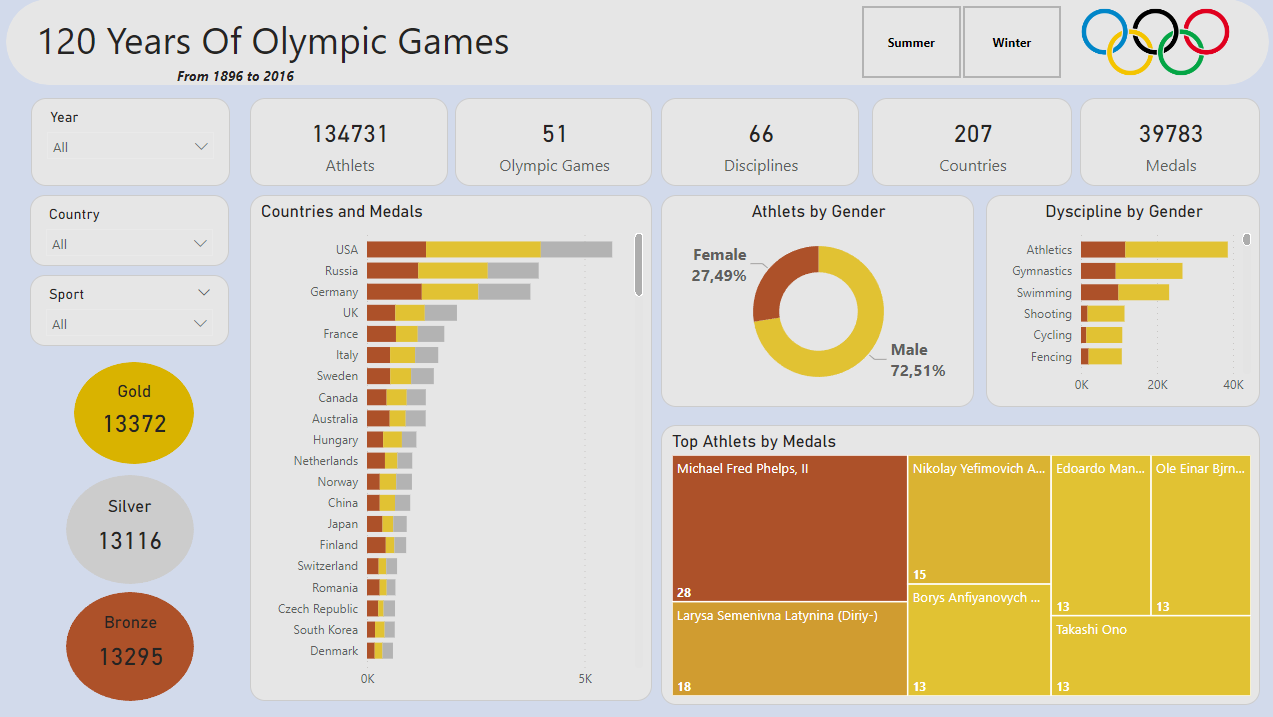 120 Years Of Olympic Games
From 1896 to 2016
Summer
Winter
Year
All
134731
Athlets
51
Olympic Games
66
Disciplines
207
Countries
39783
Medals
Country
All
Sport
All
Gold
13372
Silver
13116
Bronze
13295
Countries and Medals
USA
Russia
Germany
UK
France
Italy
Sweden
Canada
Australia
Hungary
Netherlands
Norway
China
Japan
Finland
Switzerland
Romania
Czech Republic
South Korea
Denmark
0K 5K
Athlets by Gender
Female
27,49%
Male
72,51%
Dyscipline by Gender
Athletics
Gymnastics
Swimming
Shooting
Cycling
Fencing
0K 20K 40K
Top Athlets by Medals
Michael Fred Phelps, II
28
Larysa Semenivna Latynina (Diriy-)
18
Nikolay Yefimovich A...
15
Borys Anfiyanovych ...
13
Edoardo Man...
13
Ole Einar Bjrn...
13
Takashi Ono
13